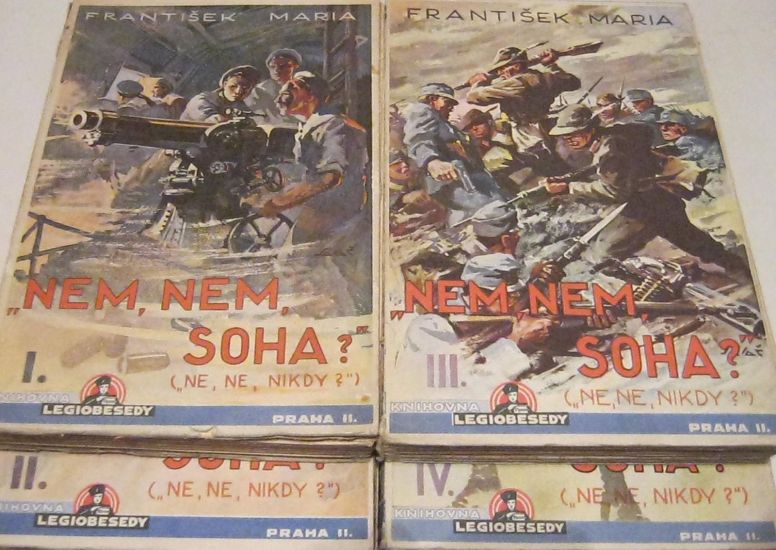 FRANTIŠEK MARIA
„NEM, NEM,
SOHA?"
I.
(„NE, NE, NIKDY?")
KNIHOVNA
LEGIOBESEDY
PRAHA II.
FRANTIŠEK MARIA
„NEM, NEM,
SOHA?"
III.
(„NE, NE, NIKDY?")
KNIHOVNA
LEGIOBESEDY
PRAHA II.
SOHA?
II.
(„NE, NE, NIKDY?")
KNIHOVNA
LEGIOBESEDY
PRAHA II.
SOHA?
IV.
(„NE, NE, NIKDY?")
KNIHOVNA
LEGIOBESEDY
PRAHA II.